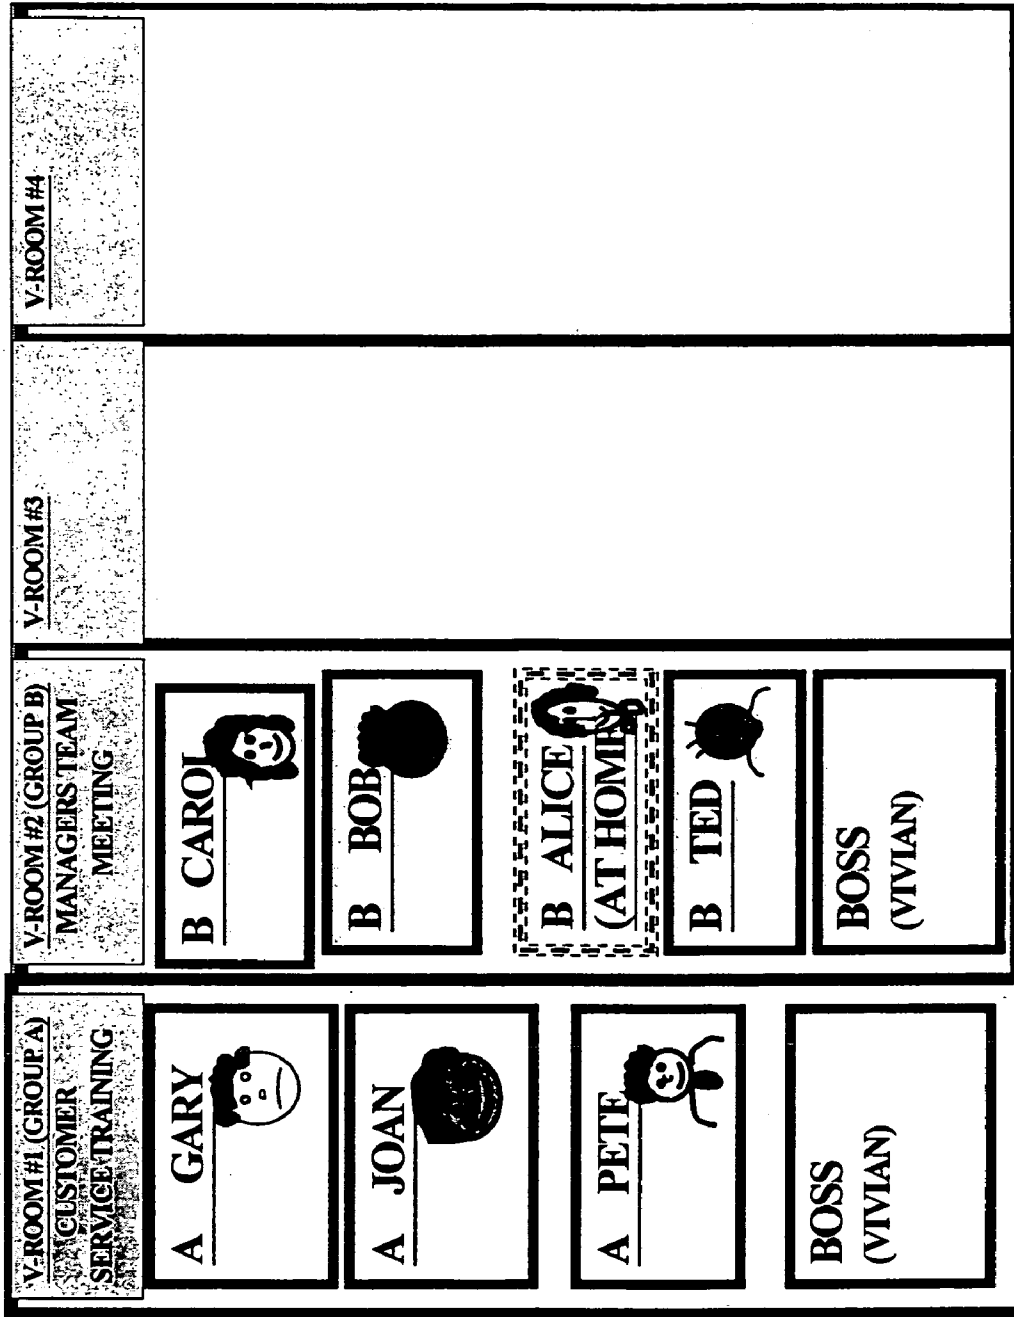 V-ROOM #1 (GROUP A)
CUSTOMER
SERVICE TRAINING
A GARY
A JOAN
A PETE
BOSS
(VIVIAN)
V-ROOM #2 (GROUP B)
MANAGERS TEAM
MEETING
B CAROL
B BOB
B ALICE
(AT HOME)
B TED
BOSS
(VIVIAN)
V-ROOM #3
V-ROOM #4